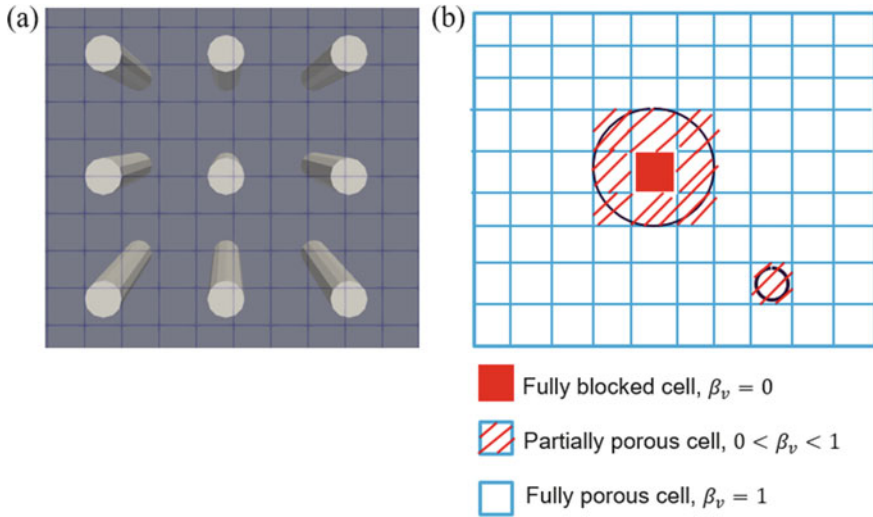 (a)
(b)
Fully blocked cell, βᵥ = 0
Partially porous cell, 0 < βᵥ < 1
Fully porous cell, βᵥ = 1